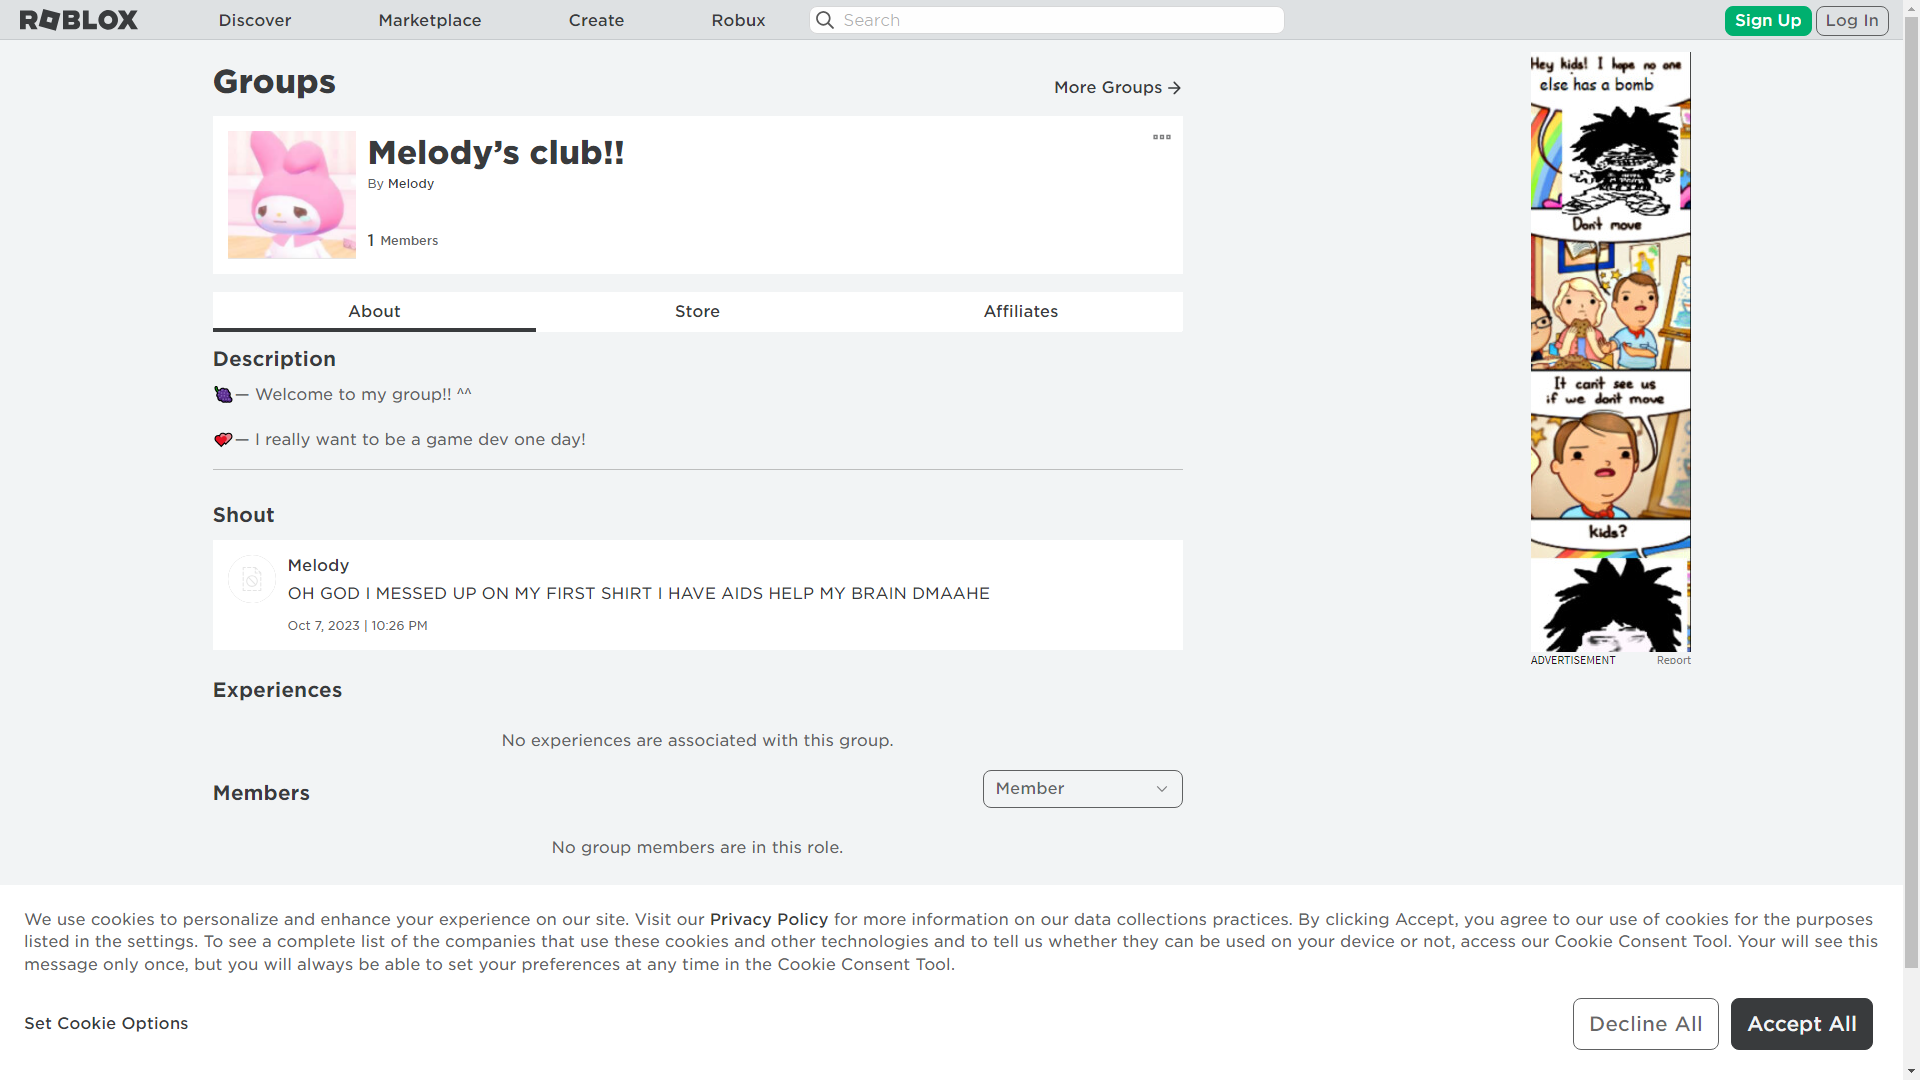 ROBLOX Discover Marketplace Create Robux Search Sign Up Log In
Groups
More Groups →
Melody’s club!!
By Melody
1 Members
About Store Affiliates
Description
🍇— Welcome to my group!! ^^
💕— I really want to be a game dev one day!
Shout
Melody
OH GOD I MESSED UP ON MY FIRST SHIRT I HAVE AIDS HELP MY BRAIN DMAAHE
Oct 7, 2023 | 10:26 PM
Experiences
No experiences are associated with this group.
Members
Member
No group members are in this role.
Hey kids! I hope no one
else has a bomb
Don't move
It can't see us
if we don't move
kids?
ADVERTISEMENT Report
We use cookies to personalize and enhance your experience on our site. Visit our Privacy Policy for more information on our data collections practices. By clicking Accept, you agree to our use of cookies for the purposes
listed in the settings. To see a complete list of the companies that use these cookies and other technologies and to tell us whether they can be used on your device or not, access our Cookie Consent Tool. Your will see this
message only once, but you will always be able to set your preferences at any time in the Cookie Consent Tool.
Set Cookie Options
Decline All
Accept All